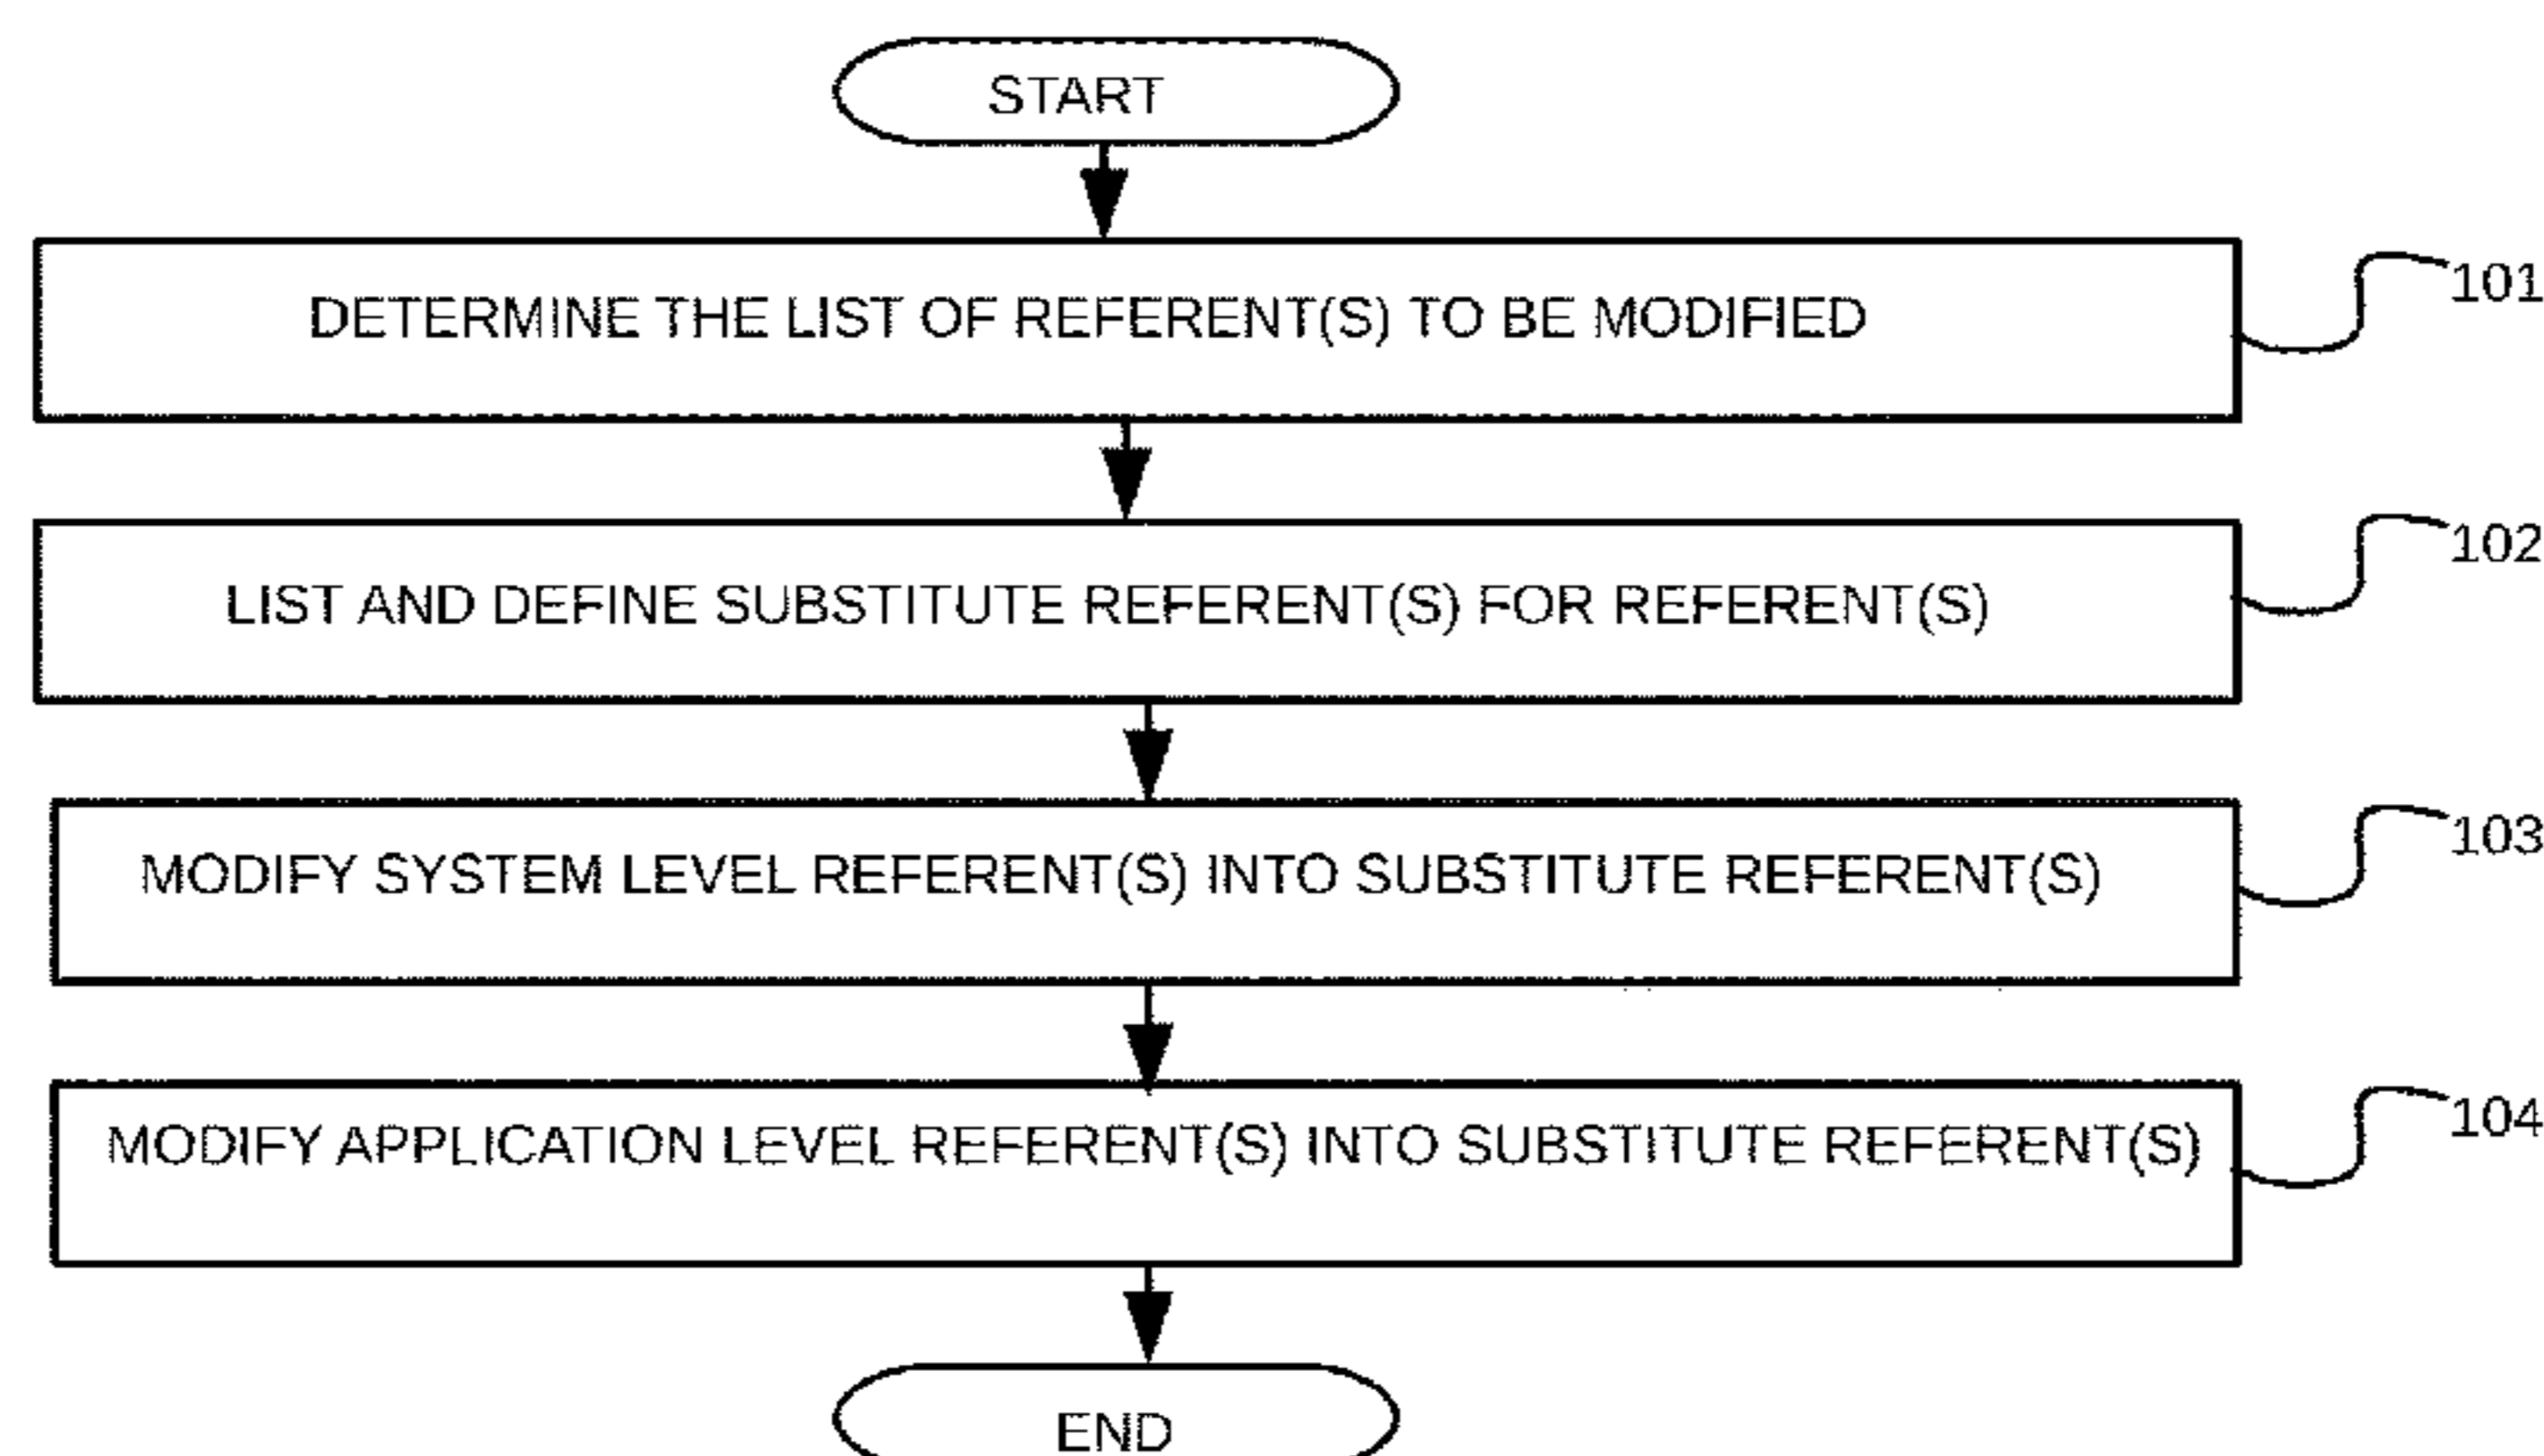 START
DETERMINE THE LIST OF REFERENT(S) TO BE MODIFIED
101
LIST AND DEFINE SUBSTITUTE REFERENT(S) FOR REFERENT(S)
102
MODIFY SYSTEM LEVEL REFERENT(S) INTO SUBSTITUTE REFERENT(S)
103
MODIFY APPLICATION LEVEL REFERENT(S) INTO SUBSTITUTE REFERENT(S)
104
END